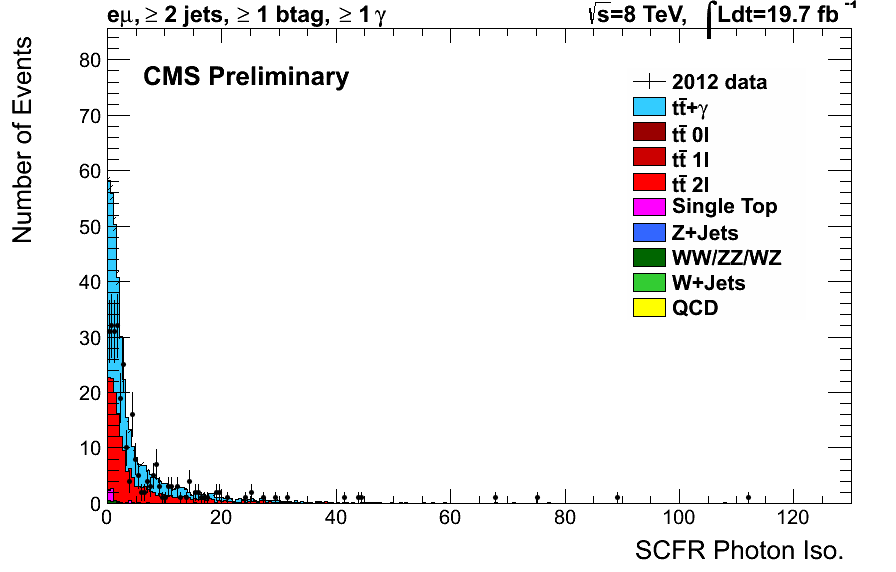 eμ, ≥ 2 jets, ≥ 1 btag, ≥ 1 γ
√s=8 TeV, ∫Ldt=19.7 fb⁻¹
CMS Preliminary
Number of Events
80
70
60
50
40
30
20
10
0
2012 data
tt̄+γ
tt̄ 0l
tt̄ 1l
tt̄ 2l
Single Top
Z+Jets
WW/ZZ/WZ
W+Jets
QCD
0 20 40 60 80 100 120
SCFR Photon Iso.